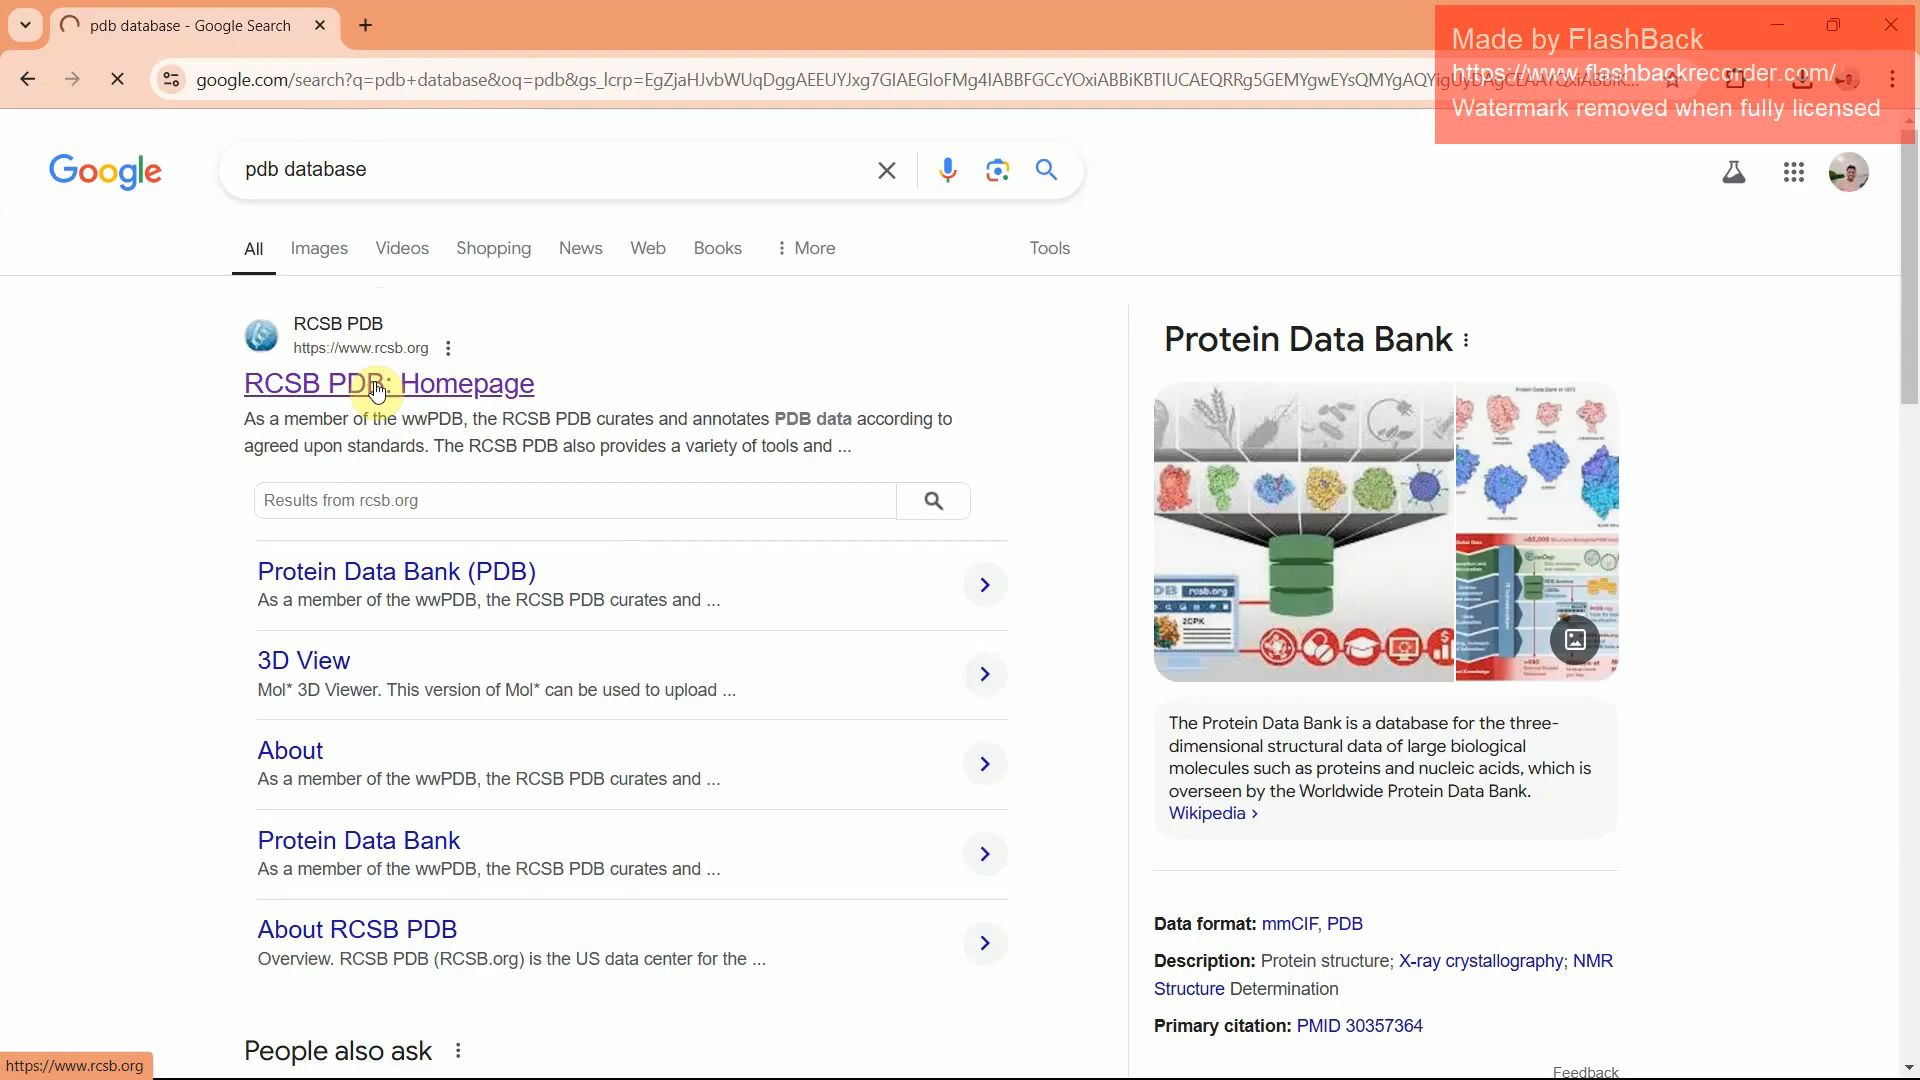 pdb database - Google Search
Made by FlashBack
https://www.flashbackrecorder.com/
Watermark removed when fully licensed
google.com/search?q=pdb+database&oq=pdb&gs_lcrp=
Google
pdb database
All
Images
Videos
Shopping
News
Web
Books
More
Tools
RCSB PDB
https://www.rcsb.org
RCSB PDB: Homepage
As a member of the wwPDB, the RCSB PDB curates and annotates PDB data according to
agreed upon standards. The RCSB PDB also provides a variety of tools and ...
Results from rcsb.org
Protein Data Bank (PDB)
As a member of the wwPDB, the RCSB PDB curates and ...
3D View
Mol* 3D Viewer. This version of Mol* can be used to upload ...
About
As a member of the wwPDB, the RCSB PDB curates and ...
Protein Data Bank
As a member of the wwPDB, the RCSB PDB curates and ...
About RCSB PDB
Overview. RCSB PDB (RCSB.org) is the US data center for the ...
People also ask
https://www.rcsb.org
Protein Data Bank
rcsb.org
2CPK
The Protein Data Bank is a database for the three-
dimensional structural data of large biological
molecules such as proteins and nucleic acids, which is
overseen by the Worldwide Protein Data Bank.
Wikipedia
Data format: mmCIF, PDB
Description: Protein structure; X-ray crystallography; NMR
Structure Determination
Primary citation: PMID 30357364
Feedback